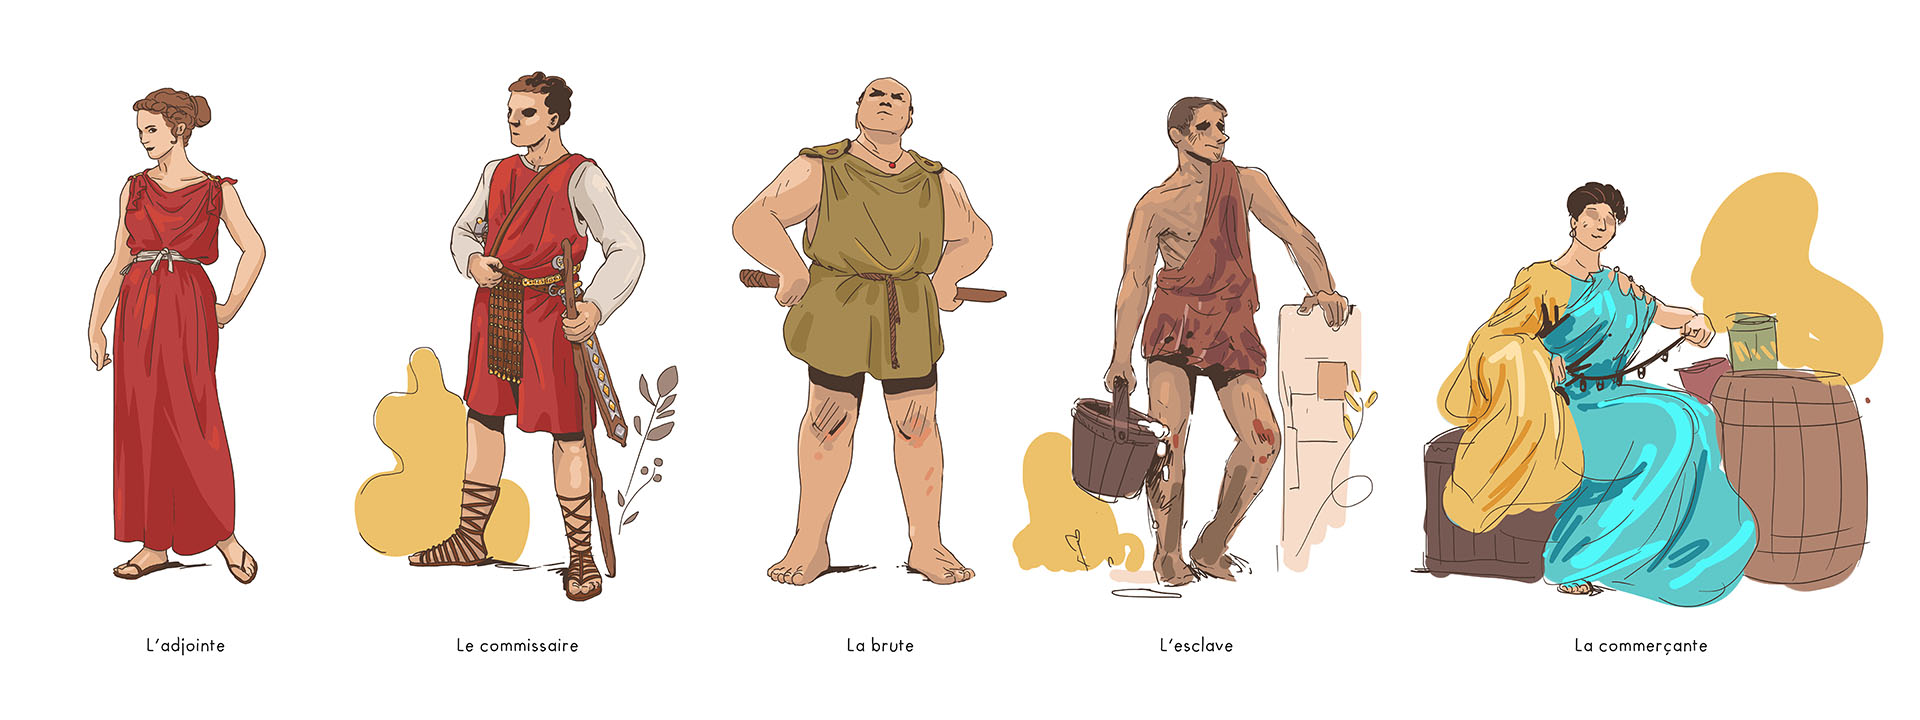 L'adjointe
Le commissaire
La brute
L'esclave
La commerçante